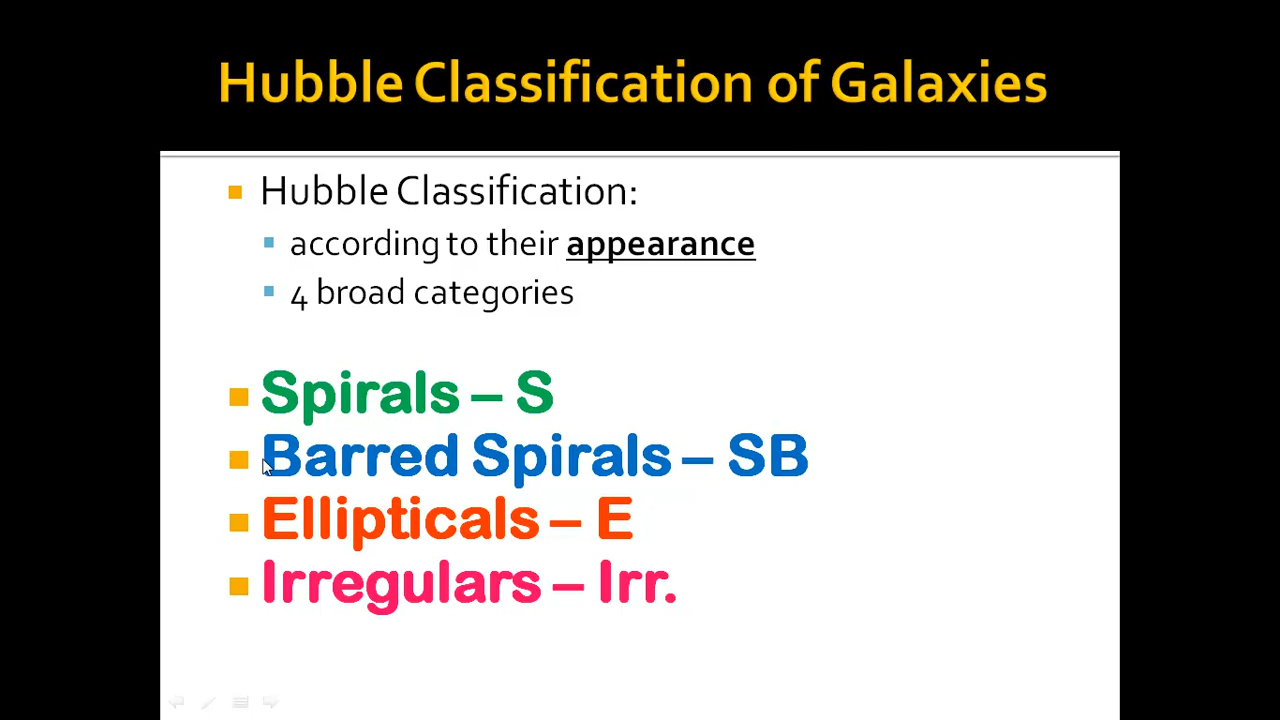 Hubble Classification of Galaxies
Hubble Classification:
according to their appearance
4 broad categories
Spirals – S
Barred Spirals – SB
Ellipticals – E
Irregulars – Irr.